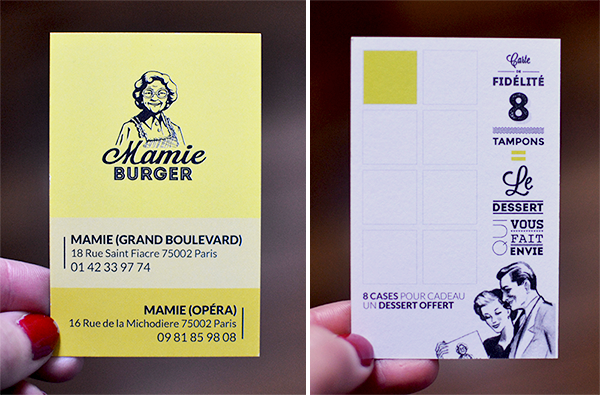 Mamie
BURGER
MAMIE (GRAND BOULEVARD)
18 Rue Saint Fiacre 75002 Paris
01 42 33 97 74
MAMIE (OPÉRA)
16 Rue de la Michodiere 75002 Paris
09 81 85 98 08
Carte
DE
FIDÉLITÉ
8
TAMPONS
=
Le
DESSERT
QUI VOUS
FAIT
ENVIE
8 CASES POUR CADEAU
UN DESSERT OFFERT